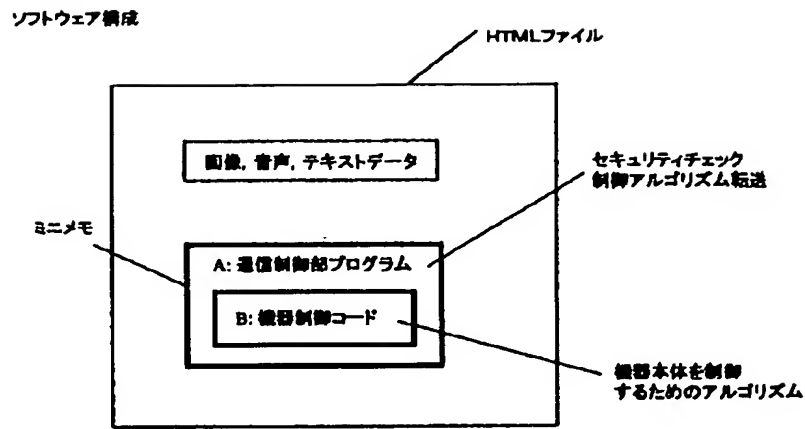 ソフトウェア構成
HTMLファイル
画像, 音声, テキストデータ
セキュリティチェック
制御アルゴリズム転送
ミニメモ
A: 通信制御部プログラム
B: 機器制御コード
機器本体を制御
するためのアルゴリズム